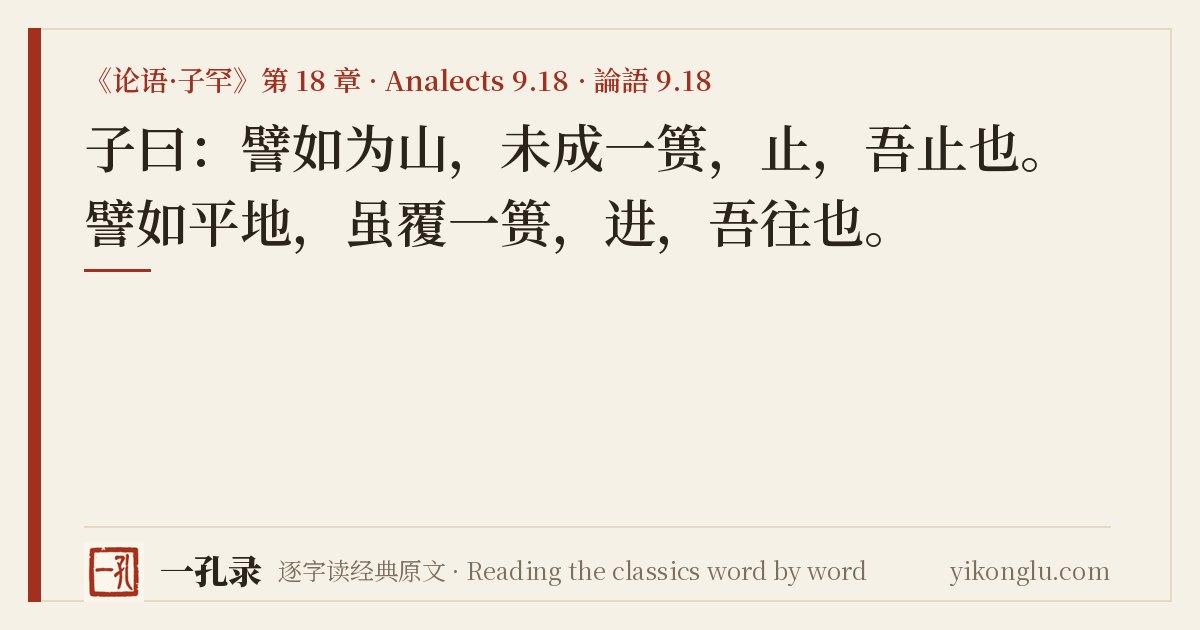 《论语·子罕》第 18 章 · Analects 9.18 · 論語 9.18
子曰：譬如为山，未成一篑，止，吾止也。
譬如平地，虽覆一篑，进，吾往也。
一孔
一孔录 逐字读经典原文 · Reading the classics word by word yikonglu.com